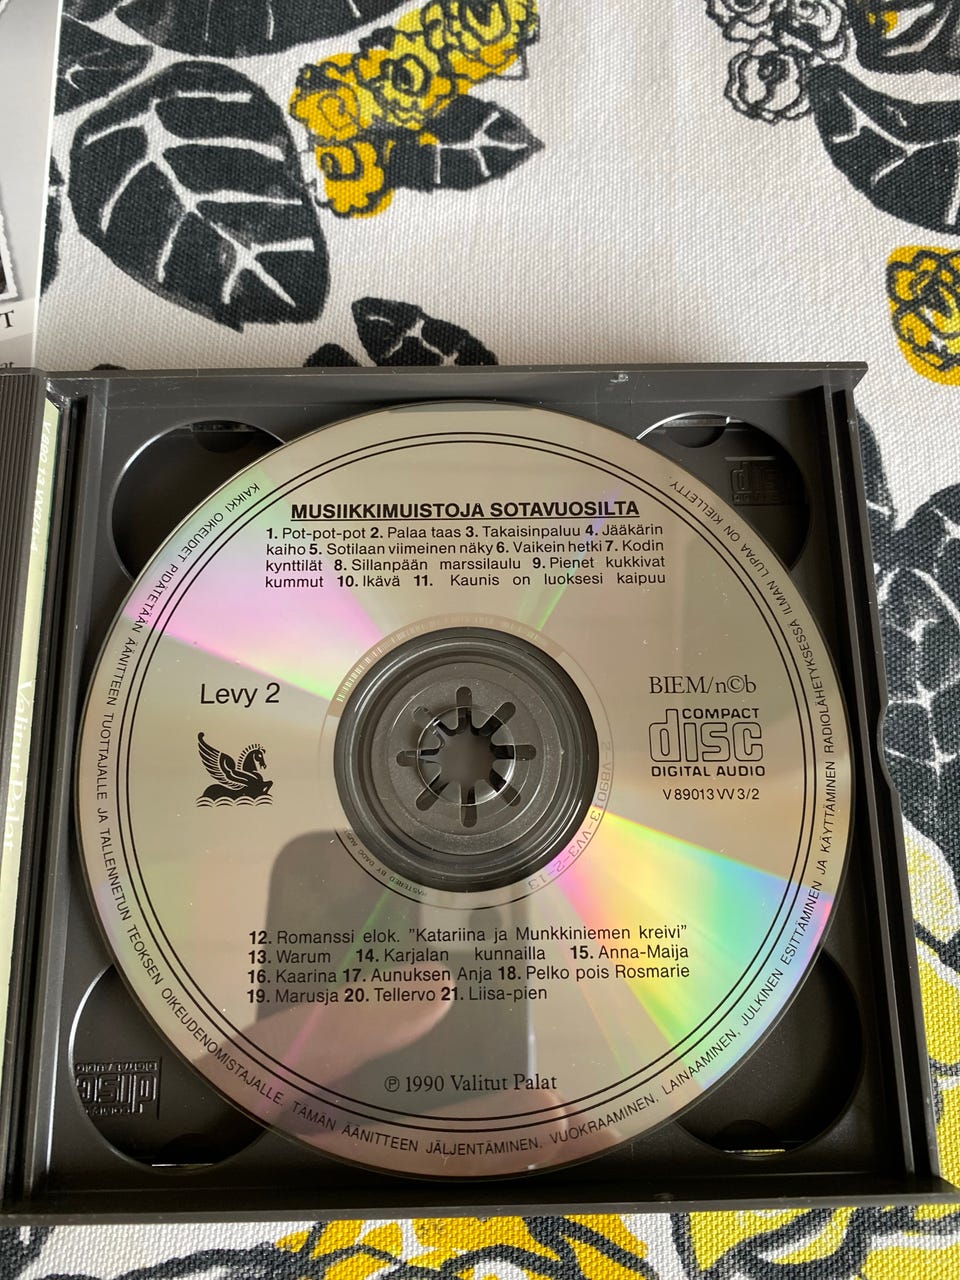 MUSIIKKIMUISTOJA SOTAVUOSILTA
1. Pot-pot-pot 2. Palaa taas 3. Takaisinpaluu 4. Jääkärin
kaiho 5. Sotilaan viimeinen näky 6. Vaikein hetki 7. Kodin
kynttilät 8. Sillanpään marssilaulu 9. Pienet kukkivat
kummut 10. Ikävä 11. Kaunis on luoksesi kaipuu
Levy 2
BIEM/n©b
COMPACT
disc
DIGITAL AUDIO
V 89013 VV 3/2
12. Romanssi elok. "Katariina ja Munkkiniemen kreivi"
13. Warum 14. Karjalan kunnailla 15. Anna-Maija
16. Kaarina 17. Aunuksen Anja 18. Pelko pois Rosmarie
19. Marusja 20. Tellervo 21. Liisa-pien
℗ 1990 Valitut Palat
KAIKKI OIKEUDET PIDÄTETÄÄN ÄÄNITTEEN TUOTTAJALLE JA TALLENNETUN TEOKSEN OIKEUDENOMISTAJALLE. TÄMÄN ÄÄNITTEEN JÄLJENTÄMINEN, VUOKRAAMINEN, LAINAAMINEN, JULKINEN ESITTÄMINEN JA KÄYTTÄMINEN RADIOLÄHETYKSESSÄ ILMAN LUPAA ON KIELLETTY.
Valitut Palat
T